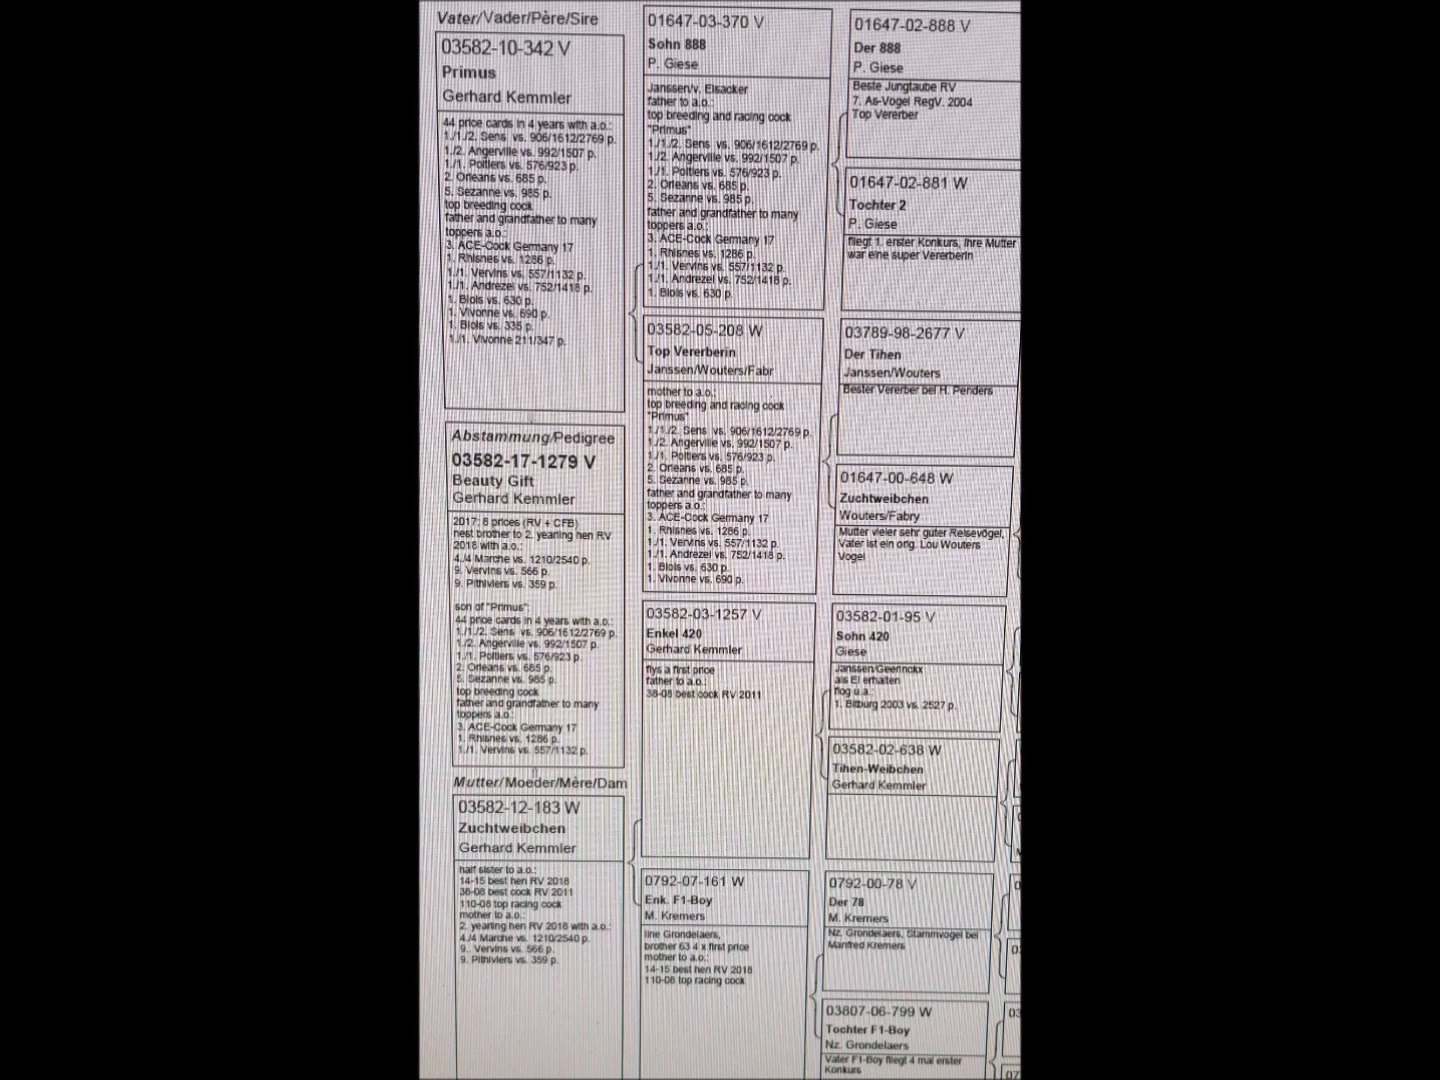 Vater/Vader/Père/Sire
03582-10-342 V
Primus
Gerhard Kemmler
44 price cards in 4 years with a.o.:
1./1./2. Sens vs. 906/1612/2769 p.
1./2. Angerville vs. 992/1507 p.
1./1. Poitiers vs. 576/923 p.
2. Orleans vs. 685 p.
5. Sezanne vs. 985 p.
top breeding cock
father and grandfather to many
toppers a.o.:
3. ACE-Cock Germany 17
1. Rhisnes vs. 1286 p.
1./1. Vervins vs. 557/1132 p.
1./1. Andrezel vs. 752/1418 p.
1. Blois vs. 630 p.
1. Vivonne vs. 690 p.
1. Blois vs. 335 p.
1./1. Vivonne 211/347 p.
Abstammung/Pedigree
03582-17-1279 V
Beauty Gift
Gerhard Kemmler
2017: 8 prices (RV + CFB)
nest brother to 2. yearling hen RV
2018 with a.o.:
4./4 Marche vs. 1210/2540 p.
9. Vervins vs. 566 p.
9. Pithiviers vs. 359 p.
son of "Primus":
44 price cards in 4 years with a.o.:
1./1./2. Sens vs. 906/1612/2769 p.
1./2. Angerville vs. 992/1507 p.
1./1. Poitiers vs. 576/923 p.
2. Orleans vs. 685 p.
5. Sezanne vs. 985 p.
top breeding cock
father and grandfather to many
toppers a.o.:
3. ACE-Cock Germany 17
1. Rhisnes vs. 1286 p.
1./1. Vervins vs. 557/1132 p.
Mutter/Moeder/Mère/Dam
03582-12-183 W
Zuchtweibchen
Gerhard Kemmler
half sister to a.o.:
14-15 best hen RV 2018
38-08 best cock RV 2011
110-08 top racing cock
mother to a.o.:
2. yearling hen RV 2018 with a.o.:
4./4 Marche vs. 1210/2540 p.
9.. Vervins vs. 566 p.
9. Pithiviers vs. 359 p.
01647-03-370 V
Sohn 888
P. Giese
Janssen/v. Elsacker
father to a.o.:
top breeding and racing cock
"Primus"
1./1./2. Sens vs. 906/1612/2769 p.
1./2. Angerville vs. 992/1507 p.
1./1. Poitiers vs. 576/923 p.
2. Orleans vs. 685 p.
5. Sezanne vs. 985 p.
father and grandfather to many
toppers a.o.:
3. ACE-Cock Germany 17
1. Rhisnes vs. 1286 p.
1./1. Vervins vs. 557/1132 p.
1./1. Andrezel vs. 752/1418 p.
1. Blois vs. 630 p.
03582-05-208 W
Top Vererberin
Janssen/Wouters/Fabr
mother to a.o.:
top breeding and racing cock
"Primus"
1./1./2. Sens vs. 906/1612/2769 p.
1./2. Angerville vs. 992/1507 p.
1./1. Poitiers vs. 576/923 p.
2. Orleans vs. 685 p.
5. Sezanne vs. 985 p.
father and grandfather to many
toppers a.o.:
3. ACE-Cock Germany 17
1. Rhisnes vs. 1286 p.
1./1. Vervins vs. 557/1132 p.
1./1. Andrezel vs. 752/1418 p.
1. Blois vs. 630 p.
1. Vivonne vs. 690 p.
03582-03-1257 V
Enkel 420
Gerhard Kemmler
flys a first price
father to a.o.:
38-08 best cock RV 2011
0792-07-161 W
Enk. F1-Boy
M. Kremers
line Grondelaers,
brother 63 4 x first price
mother to a.o.:
14-15 best hen RV 2018
110-08 top racing cock
01647-02-888 V
Der 888
P. Giese
Beste Jungtaube RV
7. As-Vogel RegV. 2004
Top Vererber
01647-02-881 W
Tochter 2
P. Giese
fliegt 1. erster Konkurs, Ihre Mutter
war eine super Vererberin
03789-98-2677 V
Der Tihen
Janssen/Wouters
Bester Vererber bei H. Penders
01647-00-648 W
Zuchtweibchen
Wouters/Fabry
Mutter vieler sehr guter Reisevögel,
Vater ist ein orig. Lou Wouters
Vogel
03582-01-95 V
Sohn 420
Giese
Janssen/Geerinckx
als Ei erhalten
flog u.a.:
1. Bitburg 2003 vs. 2527 p.
03582-02-638 W
Tihen-Weibchen
Gerhard Kemmler
0792-00-78 V
Der 78
M. Kremers
Nz. Grondelaers, Stammvogel bei
Manfred Kremers
03807-06-799 W
Tochter F1-Boy
Nz. Grondelaers
Vater F1-Boy fliegt 4 mal erster
Konkurs